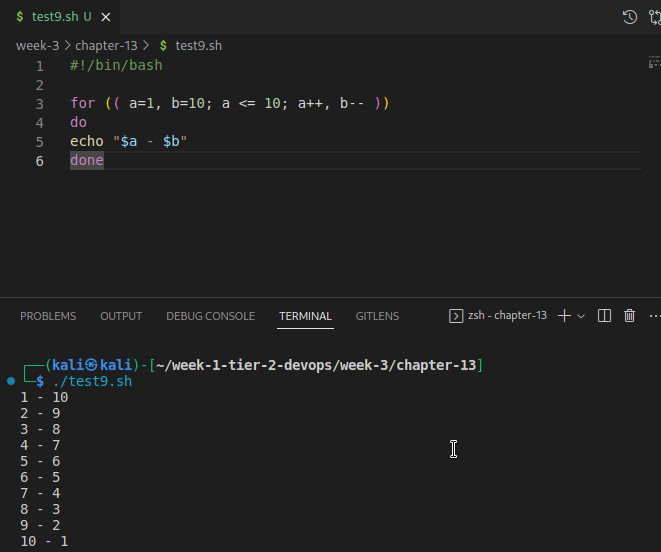 $ test9.sh U ×
week-3 > chapter-13 > $ test9.sh
1 #!/bin/bash
2
3 for (( a=1, b=10; a <= 10; a++, b-- ))
4 do
5 echo "$a - $b"
6 done
PROBLEMS OUTPUT DEBUG CONSOLE TERMINAL GITLENS zsh - chapter-13
┌──(kali㉿kali)-[~/week-1-tier-2-devops/week-3/chapter-13]
└─$ ./test9.sh
1 - 10
2 - 9
3 - 8
4 - 7
5 - 6
6 - 5
7 - 4
8 - 3
9 - 2
10 - 1